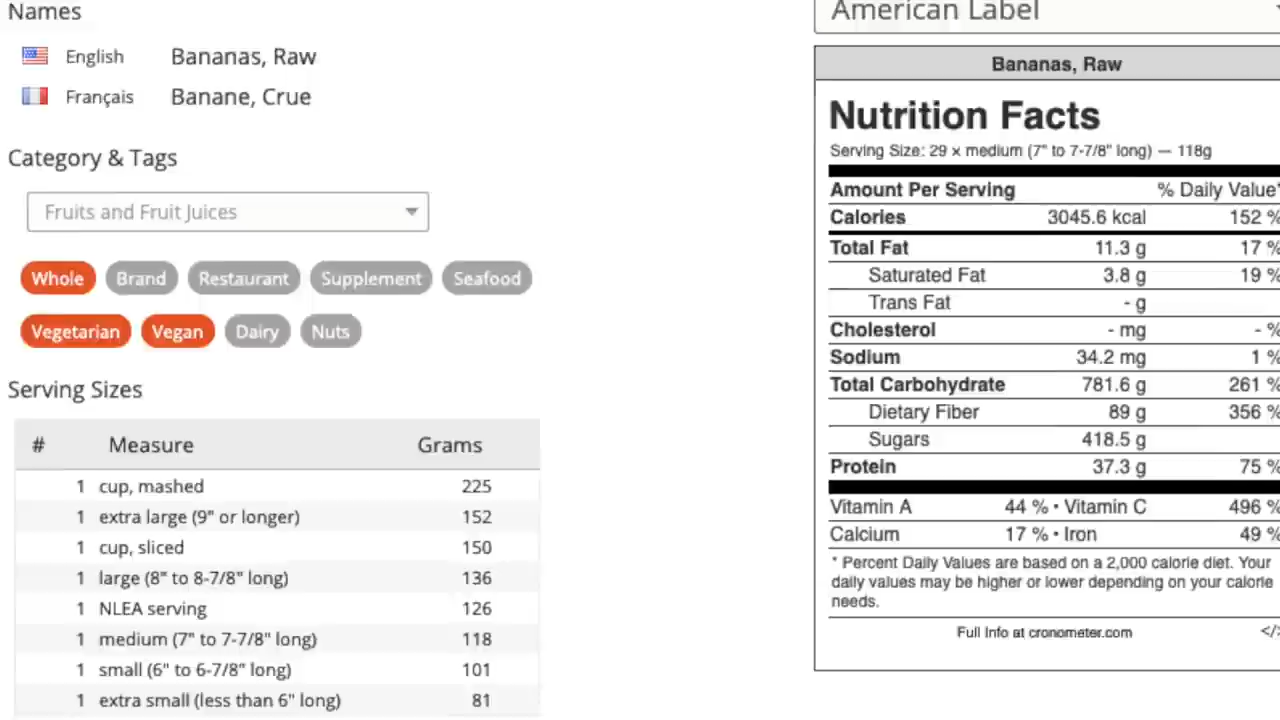 Names
English Bananas, Raw
Français Banane, Crue
Category & Tags
Fruits and Fruit Juices
Whole Brand Restaurant Supplement Seafood
Vegetarian Vegan Dairy Nuts
Serving Sizes
# Measure Grams
1 cup, mashed 225
1 extra large (9" or longer) 152
1 cup, sliced 150
1 large (8" to 8-7/8" long) 136
1 NLEA serving 126
1 medium (7" to 7-7/8" long) 118
1 small (6" to 6-7/8" long) 101
1 extra small (less than 6" long) 81
American Label
Bananas, Raw
Nutrition Facts
Serving Size: 29 x medium (7" to 7-7/8" long) — 118g
Amount Per Serving % Daily Value*
Calories 3045.6 kcal 152 %
Total Fat 11.3 g 17 %
Saturated Fat 3.8 g 19 %
Trans Fat - g
Cholesterol - mg - %
Sodium 34.2 mg 1 %
Total Carbohydrate 781.6 g 261 %
Dietary Fiber 89 g 356 %
Sugars 418.5 g
Protein 37.3 g 75 %
Vitamin A 44 % • Vitamin C 496 %
Calcium 17 % • Iron 49 %
* Percent Daily Values are based on a 2,000 calorie diet. Your
daily values may be higher or lower depending on your calorie
needs.
Full Info at cronometer.com </>